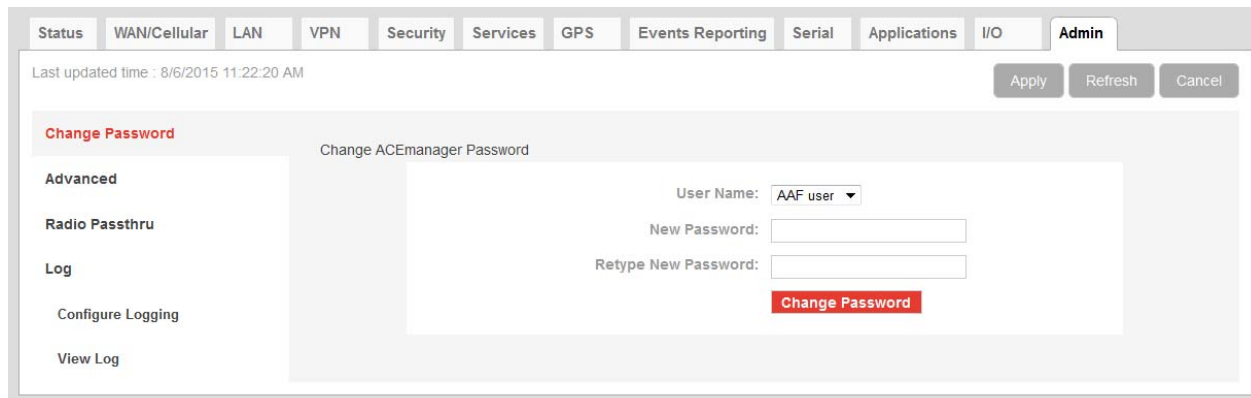 Status WAN/Cellular LAN VPN Security Services GPS Events Reporting Serial Applications I/O Admin
Last updated time : 8/6/2015 11:22:20 AM
Apply Refresh Cancel
Change Password
Advanced
Radio Passthru
Log
Configure Logging
View Log
Change ACEmanager Password
User Name: AAF user
New Password:
Retype New Password:
Change Password